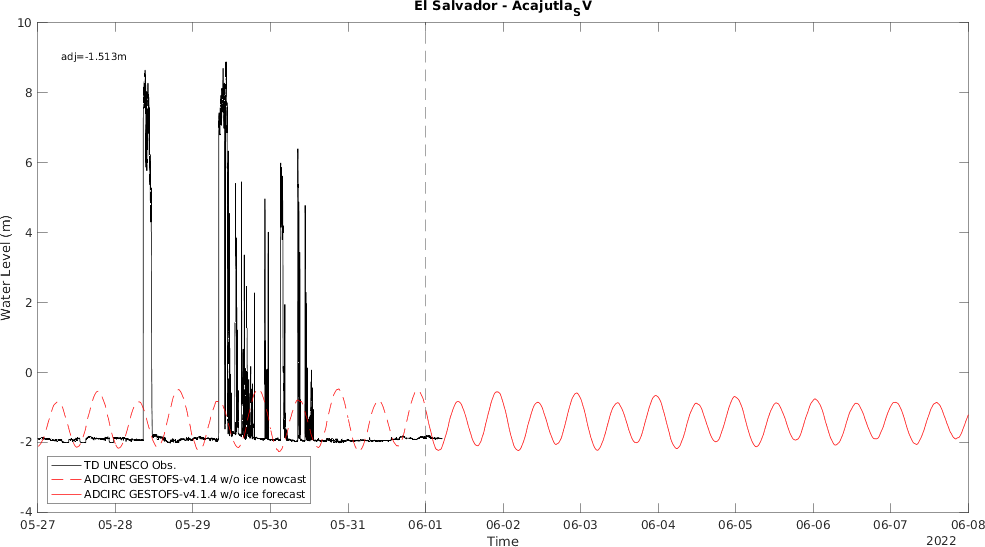 El Salvador - AcajutlaSV
adj=-1.513m
10
8
6
4
2
0
-2
-4
Water Level (m)
TD UNESCO Obs.
ADCIRC GESTOFS-v4.1.4 w/o ice nowcast
ADCIRC GESTOFS-v4.1.4 w/o ice forecast
05-27 05-28 05-29 05-30 05-31 06-01 06-02 06-03 06-04 06-05 06-06 06-07 06-08
Time
2022